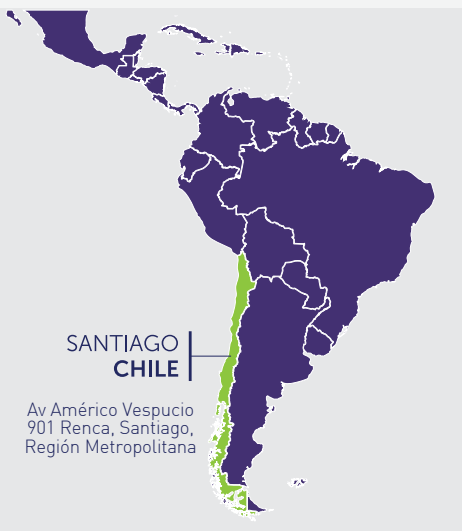 SANTIAGO
CHILE
Av Américo Vespucio
901 Renca, Santiago,
Región Metropolitana